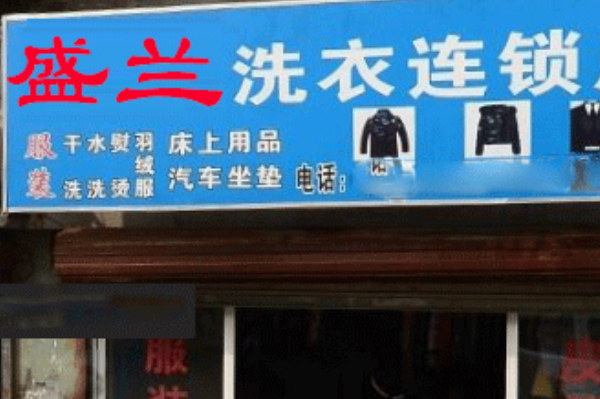 盛兰洗衣连锁
服装
干洗 水洗 熨烫 羽绒服
床上用品
汽车坐垫 电话:
服装